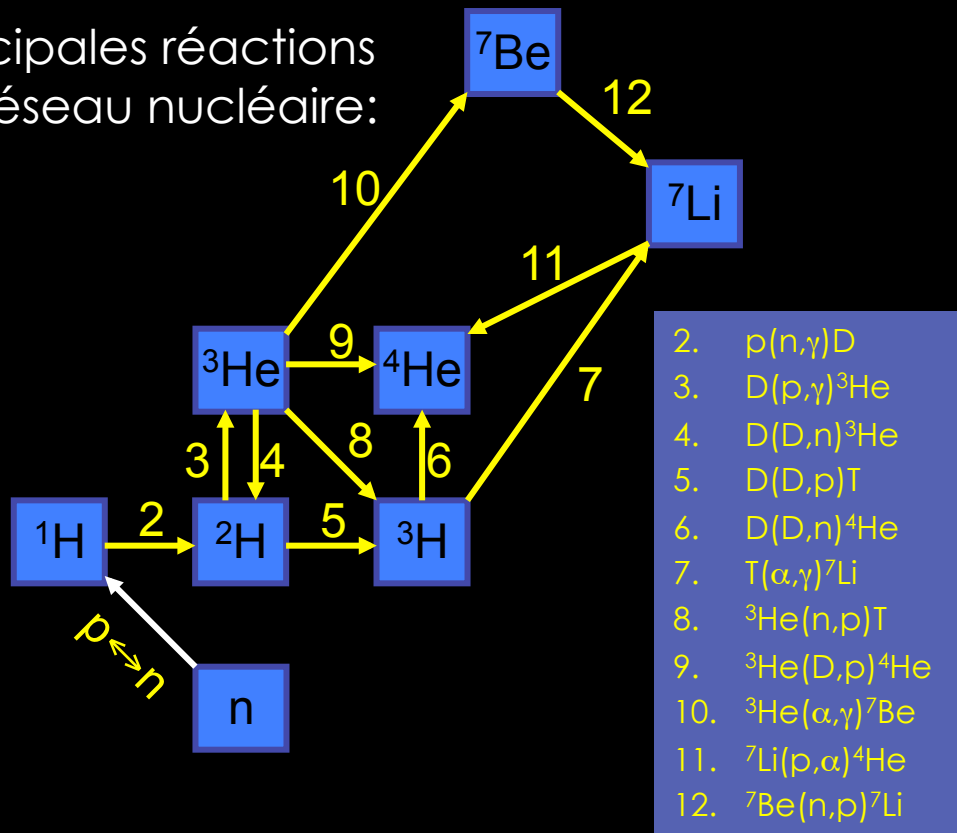 cipales réactions
éseau nucléaire:
⁷Be
12
10
⁷Li
11
³He
9
⁴He
7
3
4
8
6
¹H
2
²H
5
³H
p↔n
n
2. p(n,γ)D
3. D(p,γ)³He
4. D(D,n)³He
5. D(D,p)T
6. D(D,n)⁴He
7. T(α,γ)⁷Li
8. ³He(n,p)T
9. ³He(D,p)⁴He
10. ³He(α,γ)⁷Be
11. ⁷Li(p,α)⁴He
12. ⁷Be(n,p)⁷Li